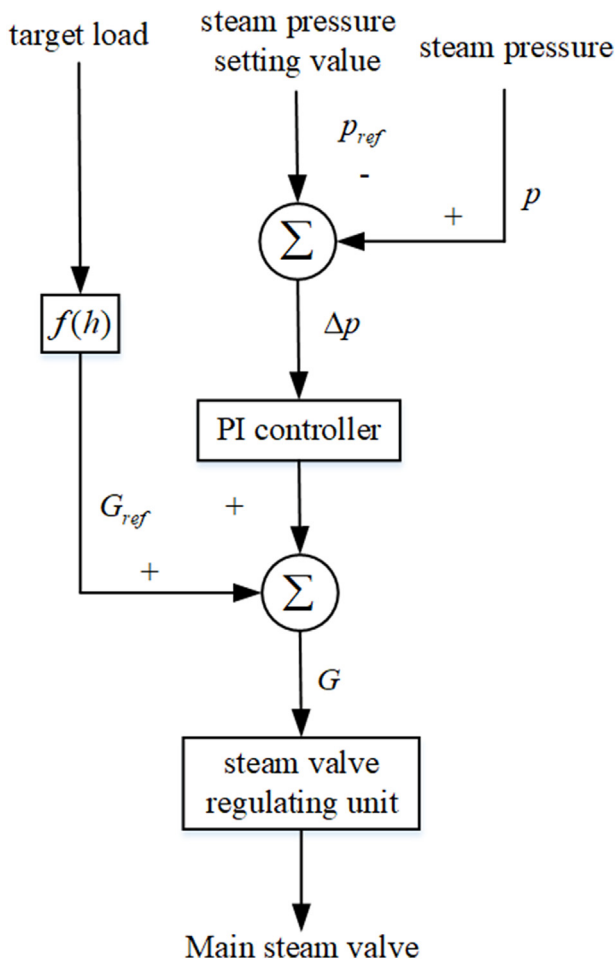 target load
steam pressure
setting value
steam pressure
p_ref
-
p
+
Σ
f(h)
Δp
PI controller
G_ref
+
+
Σ
G
steam valve
regulating unit
Main steam valve